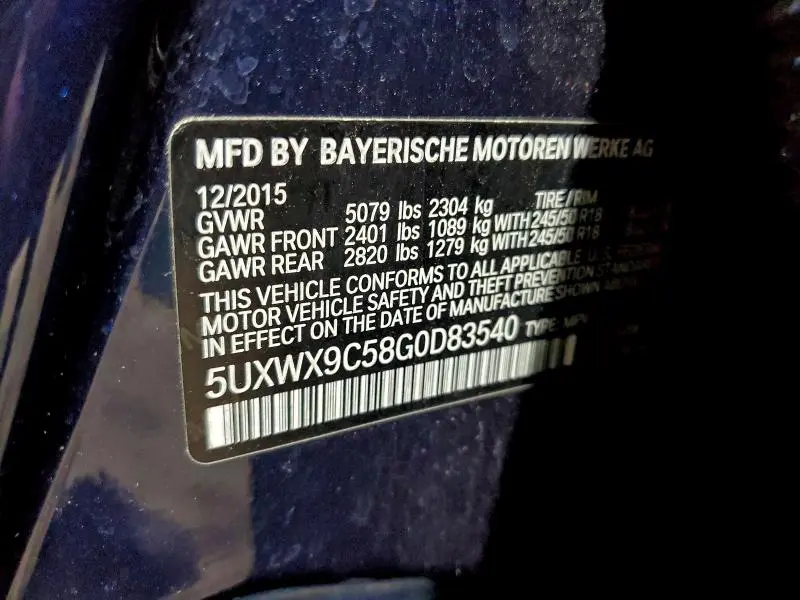 MFD BY BAYERISCHE MOTOREN WERKE AG
12/2015 TIRE/RIM
GVWR 5079 lbs 2304 kg
GAWR FRONT 2401 lbs 1089 kg WITH 245/50 R18
GAWR REAR 2820 lbs 1279 kg WITH 245/50 R18
THIS VEHICLE CONFORMS TO ALL APPLICABLE U.S.
MOTOR VEHICLE SAFETY AND THEFT PREVENTION STANDARDS
IN EFFECT ON THE DATE OF MANUFACTURE SHOWN ABOVE
5UXWX9C58G0D83540 TYPE: MPV